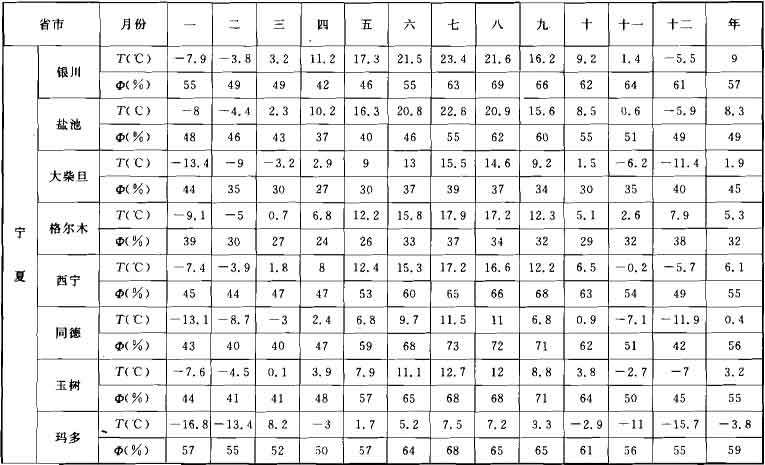 省市 月份 一 二 三 四 五 六 七 八 九 十 十一 十二 年
宁夏
银川 T(℃) -7.9 -3.8 3.2 11.2 17.3 21.5 23.4 21.6 16.2 9.2 1.4 -5.5 9
Φ(%) 55 49 49 42 46 55 63 69 66 62 64 61 57
盐池 T(℃) -8 -4.4 2.3 10.2 16.3 20.8 22.8 20.9 15.6 8.5 0.6 -5.9 8.3
Φ(%) 48 46 43 37 40 46 55 62 60 55 51 49 49
大柴旦 T(℃) -13.4 -9 -3.2 2.9 9 13 15.5 14.6 9.2 1.5 -6.2 -11.4 1.9
Φ(%) 44 35 30 27 30 37 39 37 34 30 35 40 45
格尔木 T(℃) -9.1 -5 0.7 6.8 12.2 15.8 17.9 17.2 12.3 5.1 2.6 7.9 5.3
Φ(%) 39 30 27 24 26 33 37 34 32 29 32 38 32
西宁 T(℃) -7.4 -3.9 1.8 8 12.4 15.3 17.2 16.6 12.2 6.5 -0.2 -5.7 6.1
Φ(%) 45 44 47 47 53 60 65 66 68 63 54 49 55
同德 T(℃) -13.1 -8.7 -3 2.4 6.8 9.7 11.5 11 6.8 0.9 -7.1 -11.9 0.4
Φ(%) 43 40 40 47 59 68 73 72 71 62 51 42 56
玉树 T(℃) -7.6 -4.5 0.1 3.9 7.9 11.1 12.7 12 8.8 3.8 -2.7 -7 3.2
Φ(%) 44 41 41 48 57 65 68 68 71 64 50 45 55
玛多 T(℃) -16.8 -13.4 8.2 -3 1.7 5.2 7.5 7.2 3.3 -2.9 -11 -15.7 -3.8
Φ(%) 57 55 52 50 57 64 68 65 65 61 56 55 59